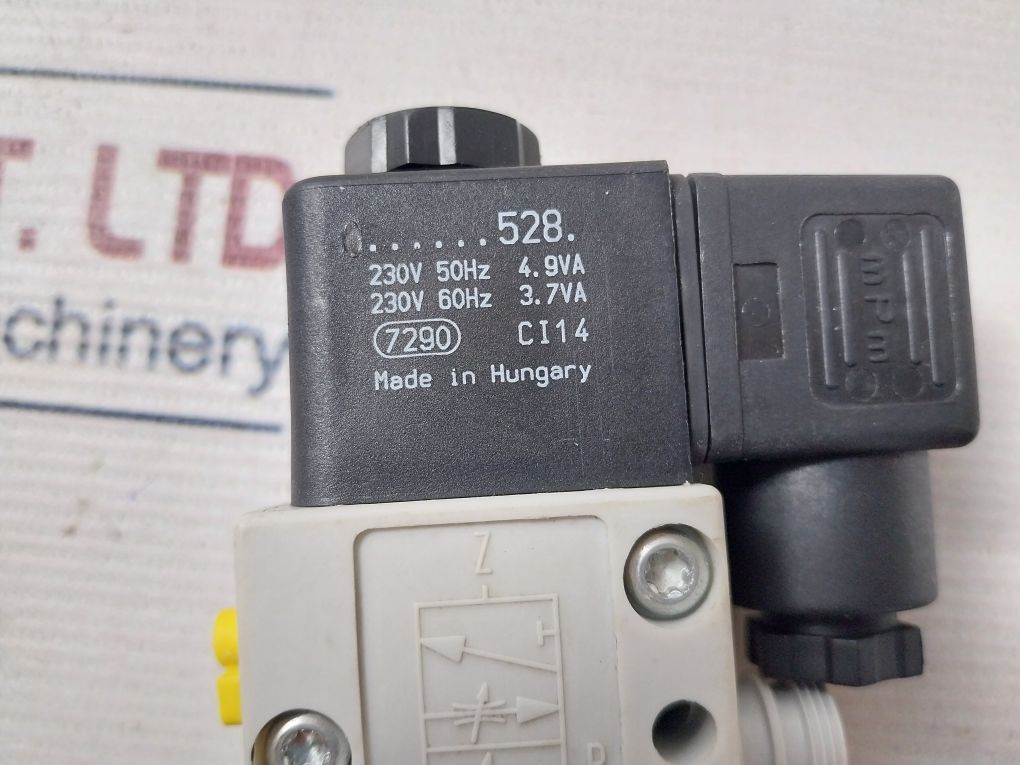 T. LTD
chinery
......528.
230V 50Hz 4.9VA
230V 60Hz 3.7VA
7290 CI14
Made in Hungary
mPm
Z